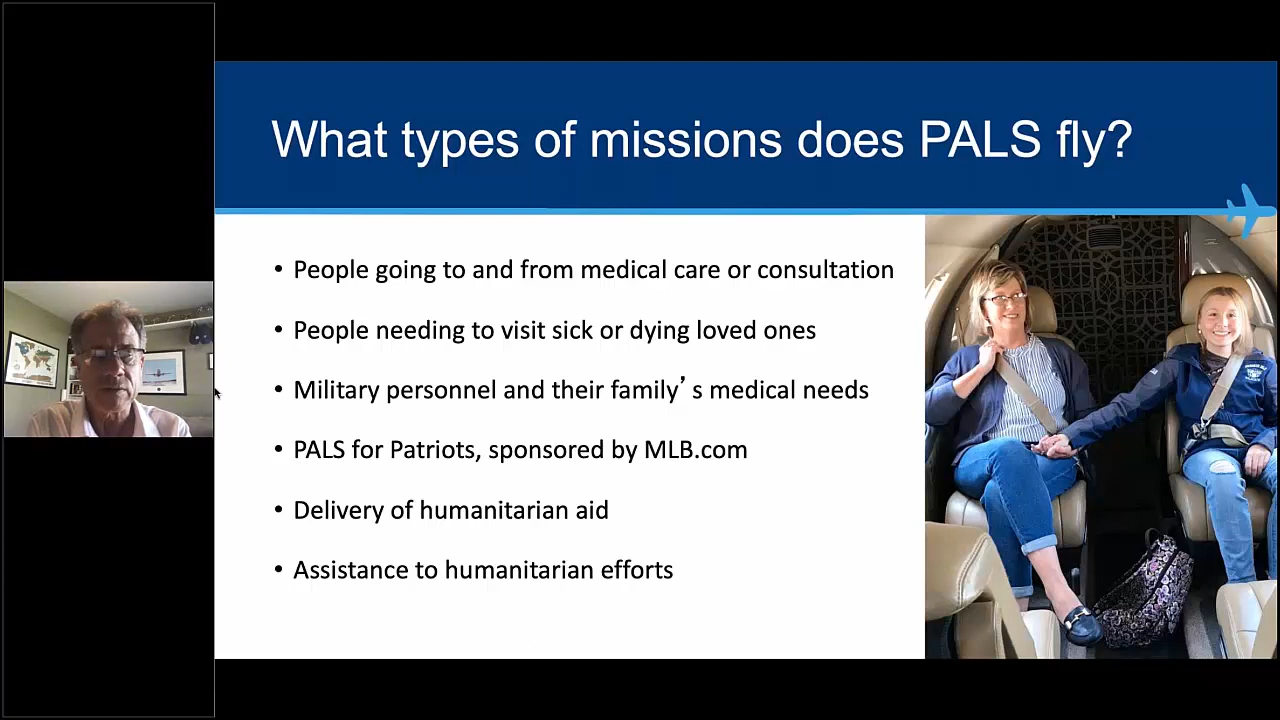 What types of missions does PALS fly?
• People going to and from medical care or consultation
• People needing to visit sick or dying loved ones
• Military personnel and their family’s medical needs
• PALS for Patriots, sponsored by MLB.com
• Delivery of humanitarian aid
• Assistance to humanitarian efforts